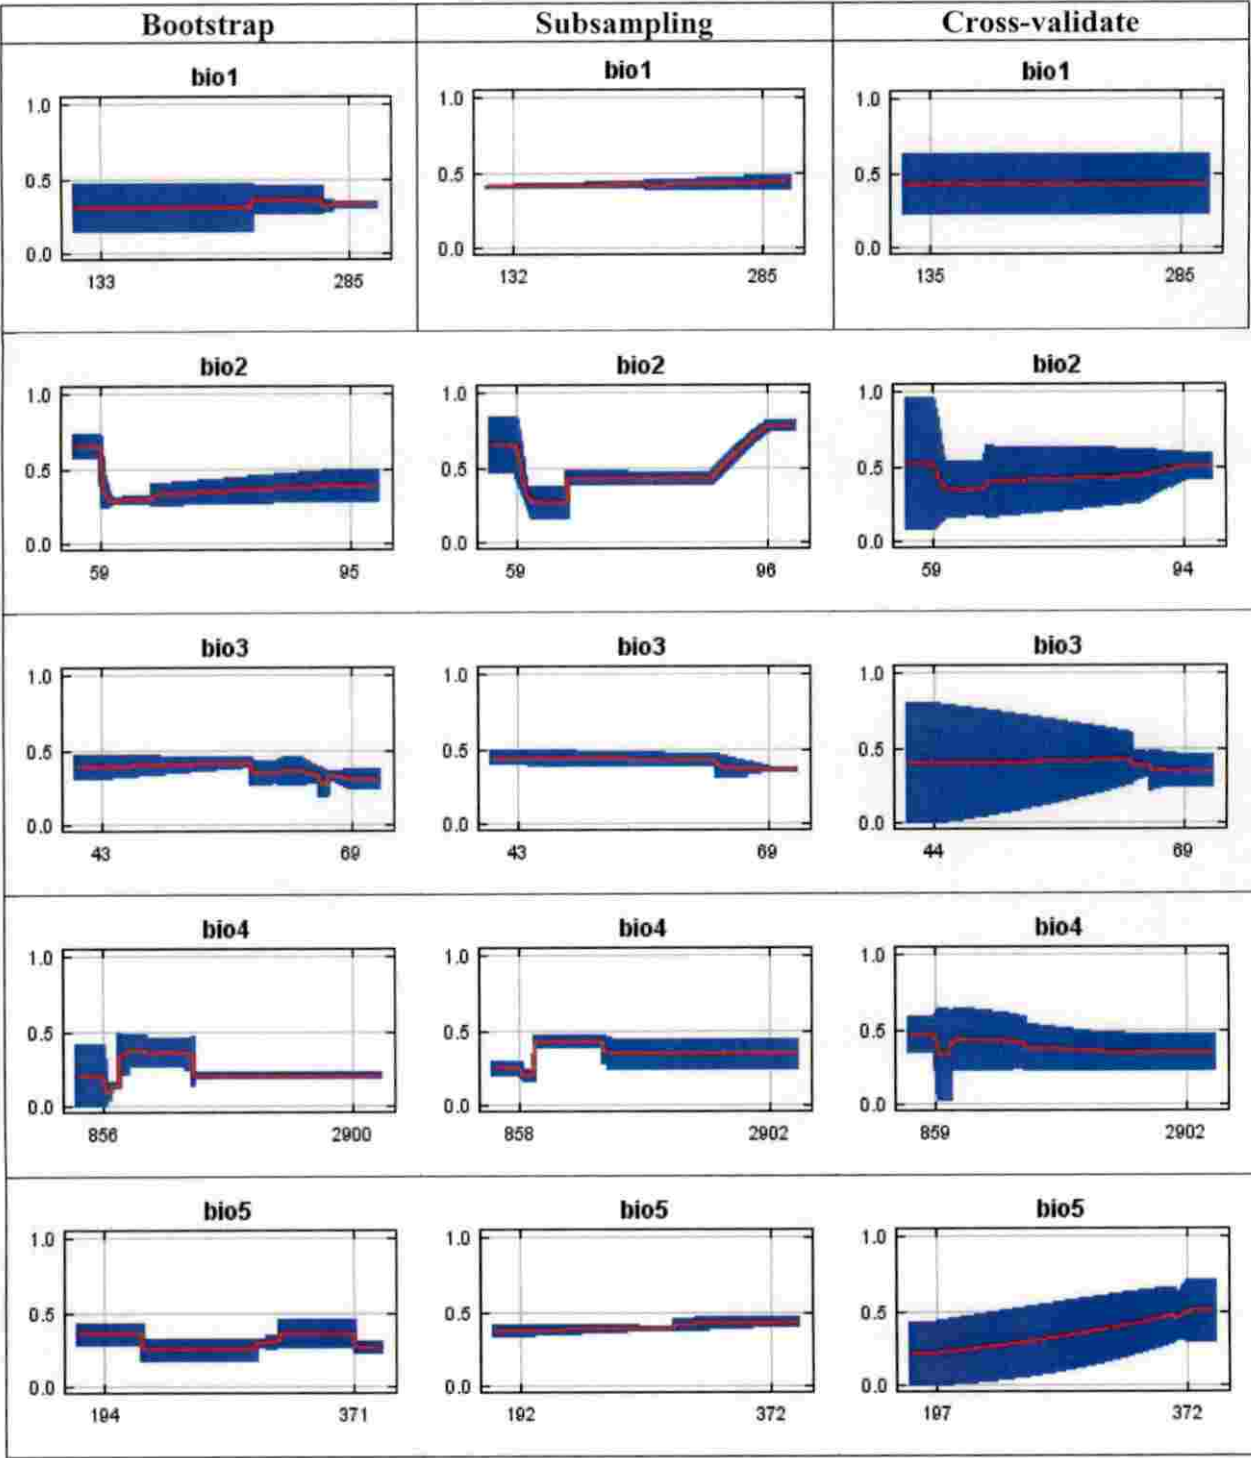 Bootstrap Subsampling Cross-validate
bio1 bio1 bio1
1.0 1.0 1.0
0.5 0.5 0.5
0.0 0.0 0.0
133 285 132 285 135 285
bio2 bio2 bio2
1.0 1.0 1.0
0.5 0.5 0.5
0.0 0.0 0.0
59 95 59 96 59 94
bio3 bio3 bio3
1.0 1.0 1.0
0.5 0.5 0.5
0.0 0.0 0.0
43 69 43 69 44 69
bio4 bio4 bio4
1.0 1.0 1.0
0.5 0.5 0.5
0.0 0.0 0.0
856 2900 858 2902 859 2902
bio5 bio5 bio5
1.0 1.0 1.0
0.5 0.5 0.5
0.0 0.0 0.0
194 371 192 372 197 372